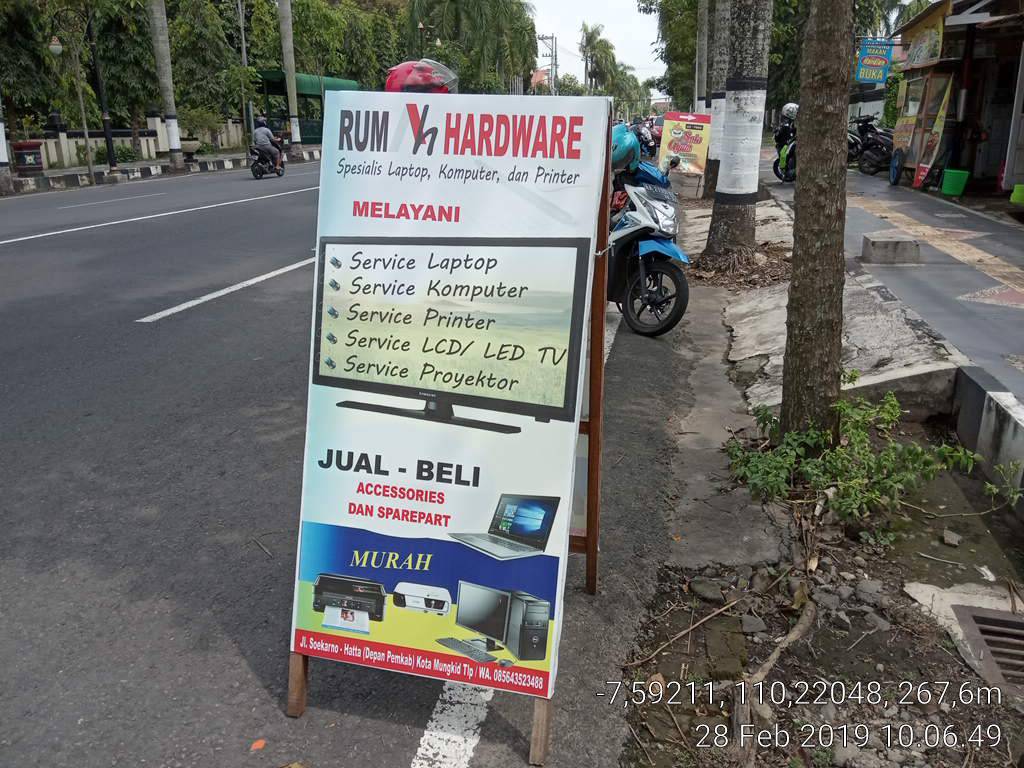 RUM Yh HARDWARE
Spesialis Laptop, Komputer, dan Printer
MELAYANI
Service Laptop
Service Komputer
Service Printer
Service LCD/ LED TV
Service Proyektor
SAMSUNG
JUAL - BELI
ACCESSORIES
DAN SPAREPART
MURAH
Jl. Soekarno - Hatta (Depan Pemkab) Kota Mungkid Tlp / WA. 085643523488
BUKA
-7,59211, 110,22048, 267,6m
28 Feb 2019 10.06.49